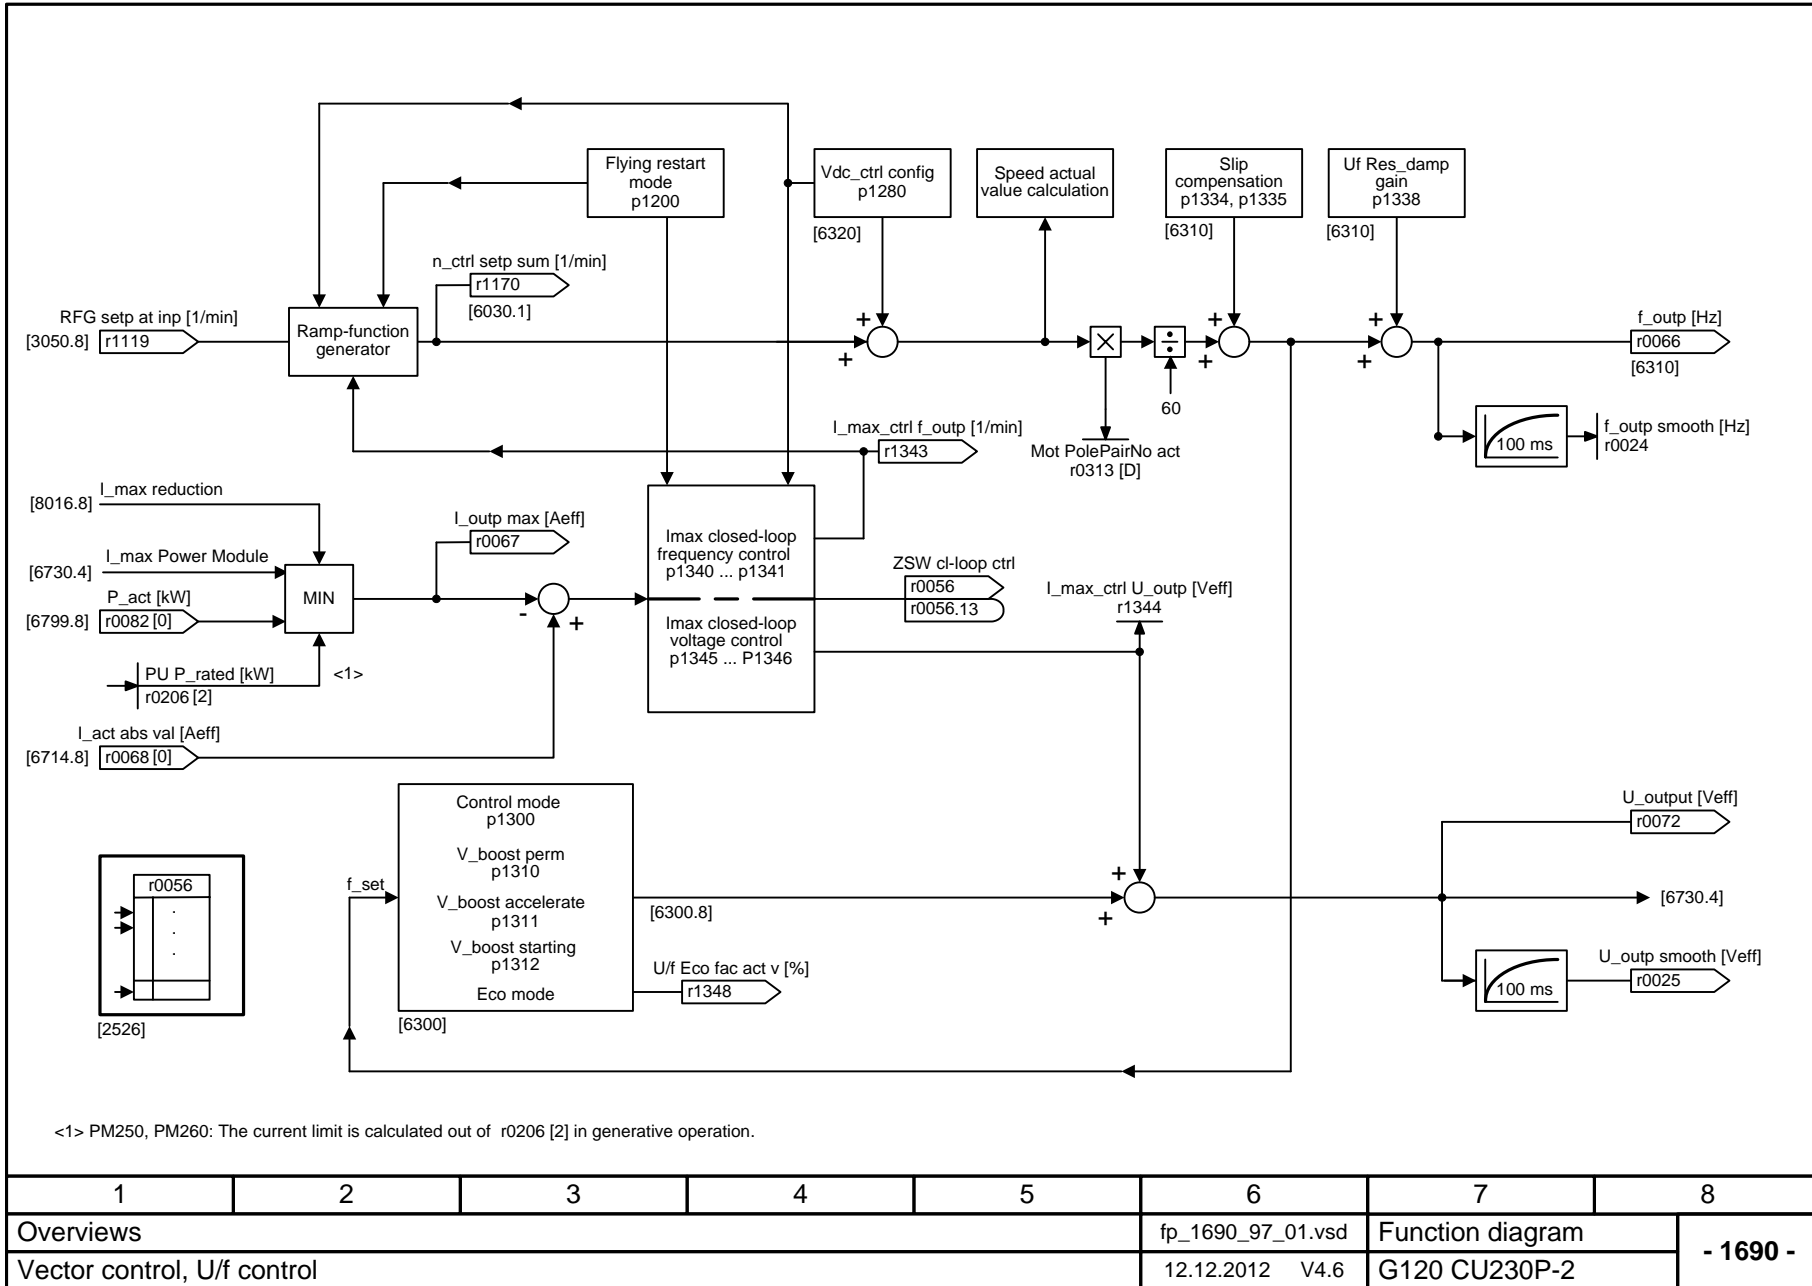 Flying restart
mode
p1200
Vdc_ctrl config
p1280
[6320]
Speed actual
value calculation
Slip
compensation
p1334, p1335
[6310]
Uf Res_damp
gain
p1338
[6310]
n_ctrl setp sum [1/min]
r1170
[6030.1]
RFG setp at inp [1/min]
[3050.8] r1119
Ramp-function
generator
+
+
+
+
+
+
60
f_outp [Hz]
r0066
[6310]
100 ms
f_outp smooth [Hz]
r0024
I_max_ctrl f_outp [1/min]
r1343
Mot PolePairNo act
r0313 [D]
I_max reduction
[8016.8]
I_max Power Module
[6730.4]
P_act [kW]
[6799.8] r0082 [0]
MIN
PU P_rated [kW]
r0206 [2]
<1>
I_outp max [Aeff]
r0067
-
+
I_act abs val [Aeff]
[6714.8] r0068 [0]
Imax closed-loop
frequency control
p1340 ... p1341
Imax closed-loop
voltage control
p1345 ... P1346
ZSW cl-loop ctrl
r0056
r0056.13
I_max_ctrl U_outp [Veff]
r1344
Control mode
p1300
V_boost perm
p1310
V_boost accelerate
p1311
V_boost starting
p1312
Eco mode
f_set
[6300]
[6300.8]
U/f Eco fac act v [%]
r1348
+
+
U_output [Veff]
r0072
[6730.4]
100 ms
U_outp smooth [Veff]
r0025
r0056
.
.
.
[2526]
<1> PM250, PM260: The current limit is calculated out of r0206 [2] in generative operation.
1 2 3 4 5 6 7 8
Overviews fp_1690_97_01.vsd Function diagram
- 1690 -
Vector control, U/f control 12.12.2012 V4.6 G120 CU230P-2